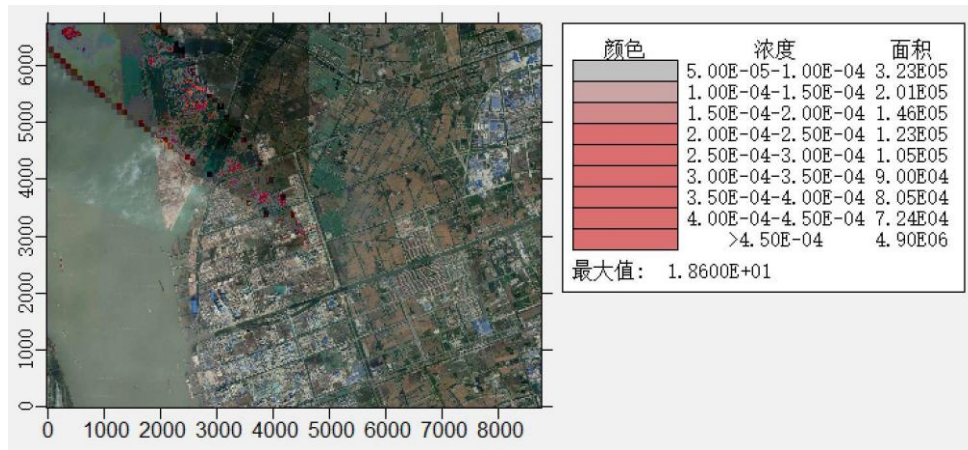 颜色 浓度 面积
5.00E-05-1.00E-04 3.23E05
1.00E-04-1.50E-04 2.01E05
1.50E-04-2.00E-04 1.46E05
2.00E-04-2.50E-04 1.23E05
2.50E-04-3.00E-04 1.05E05
3.00E-04-3.50E-04 9.00E04
3.50E-04-4.00E-04 8.05E04
4.00E-04-4.50E-04 7.24E04
>4.50E-04 4.90E06
最大值: 1.8600E+01
6000
5000
4000
3000
2000
1000
0
0 1000 2000 3000 4000 5000 6000 7000 8000